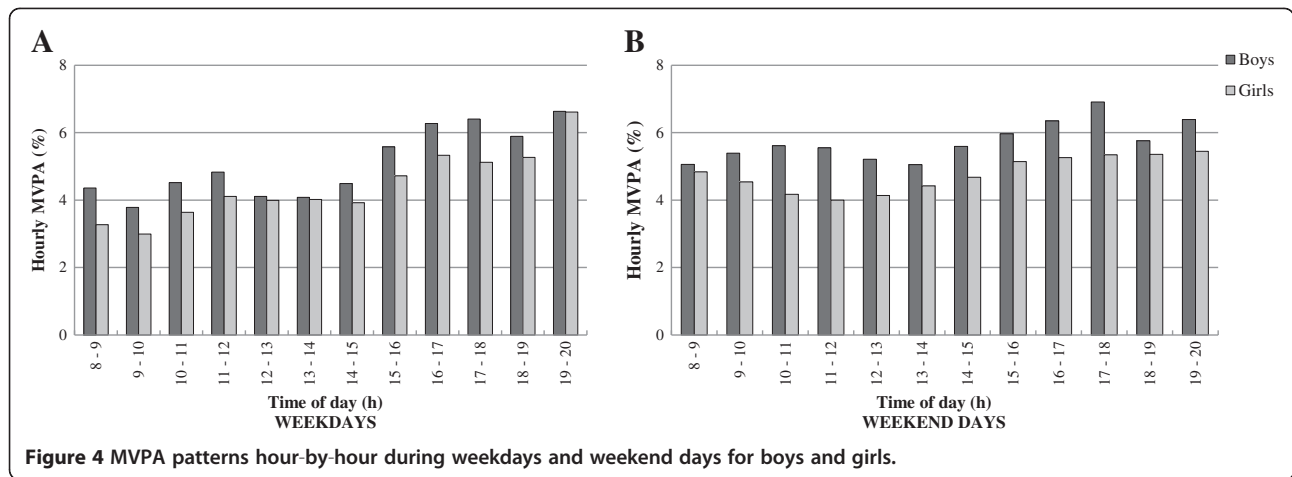 A
8
6
4
2
0
Hourly MVPA (%)
8 - 9
9 - 10
10 - 11
11 - 12
12 - 13
13 - 14
14 - 15
15 - 16
16 - 17
17 - 18
18 - 19
19 - 20
Time of day (h)
WEEKDAYS
B
8
6
4
2
0
Hourly MVPA (%)
8 - 9
9 - 10
10 - 11
11 - 12
12 - 13
13 - 14
14 - 15
15 - 16
16 - 17
17 - 18
18 - 19
19 - 20
Time of day (h)
WEEKEND DAYS
Boys
Girls
Figure 4 MVPA patterns hour-by-hour during weekdays and weekend days for boys and girls.